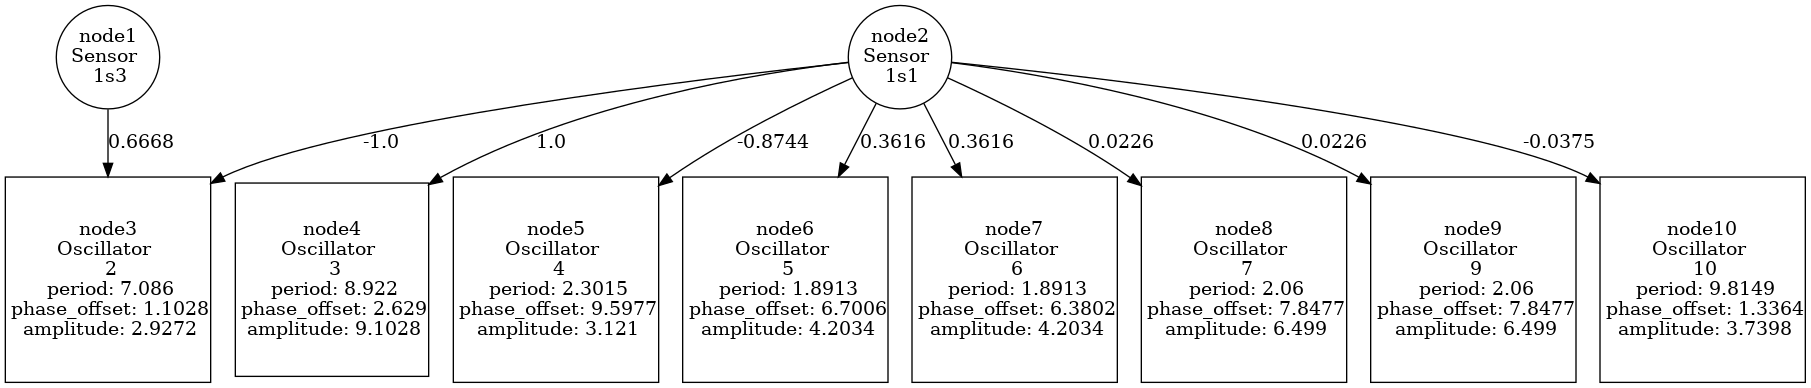 node1
Sensor
1s3
node2
Sensor
1s1
0.6668
-1.0
1.0
-0.8744
0.3616
0.3616
0.0226
0.0226
-0.0375
node3
Oscillator
2
period: 7.086
phase_offset: 1.1028
amplitude: 2.9272
node4
Oscillator
3
period: 8.922
phase_offset: 2.629
amplitude: 9.1028
node5
Oscillator
4
period: 2.3015
phase_offset: 9.5977
amplitude: 3.121
node6
Oscillator
5
period: 1.8913
phase_offset: 6.7006
amplitude: 4.2034
node7
Oscillator
6
period: 1.8913
phase_offset: 6.3802
amplitude: 4.2034
node8
Oscillator
7
period: 2.06
phase_offset: 7.8477
amplitude: 6.499
node9
Oscillator
9
period: 2.06
phase_offset: 7.8477
amplitude: 6.499
node10
Oscillator
10
period: 9.8149
phase_offset: 1.3364
amplitude: 3.7398